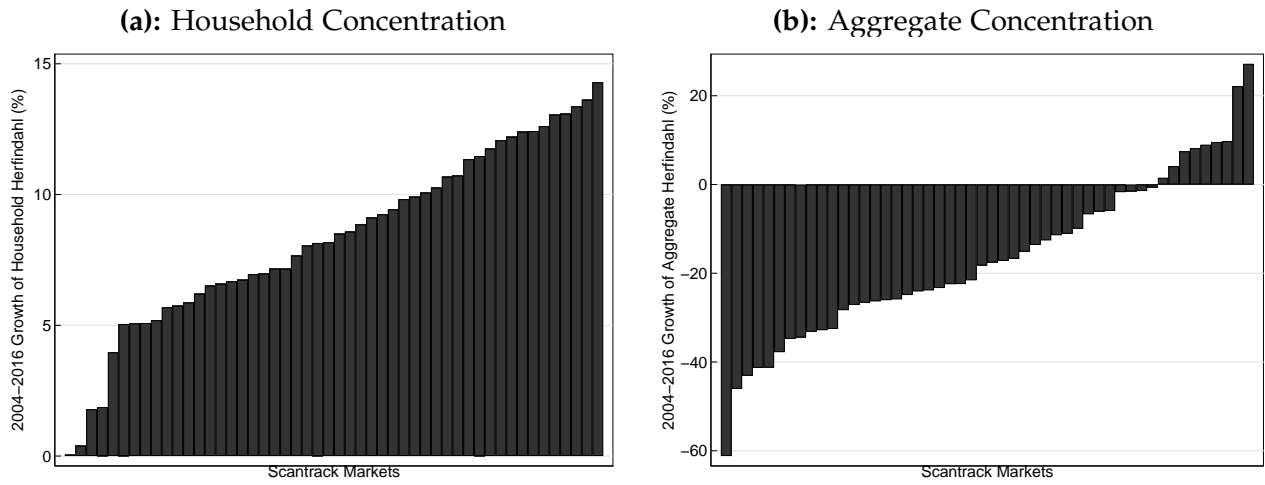 (a): Household Concentration
2004–2016 Growth of Household Herfindahl (%)
15
10
5
0
Scantrack Markets
(b): Aggregate Concentration
2004–2016 Growth of Aggregate Herfindahl (%)
20
0
−20
−40
−60
Scantrack Markets